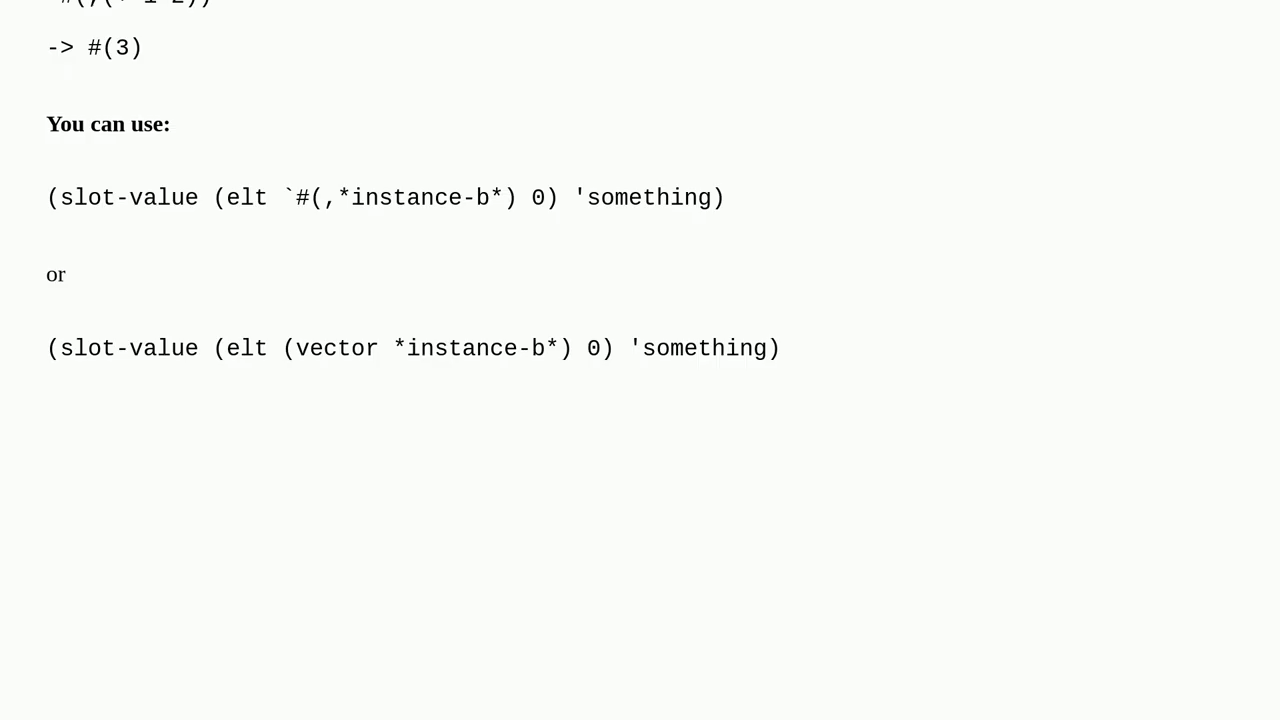 -> #(3)
You can use:
(slot-value (elt `#(,*instance-b*) 0) 'something)
or
(slot-value (elt (vector *instance-b*) 0) 'something)